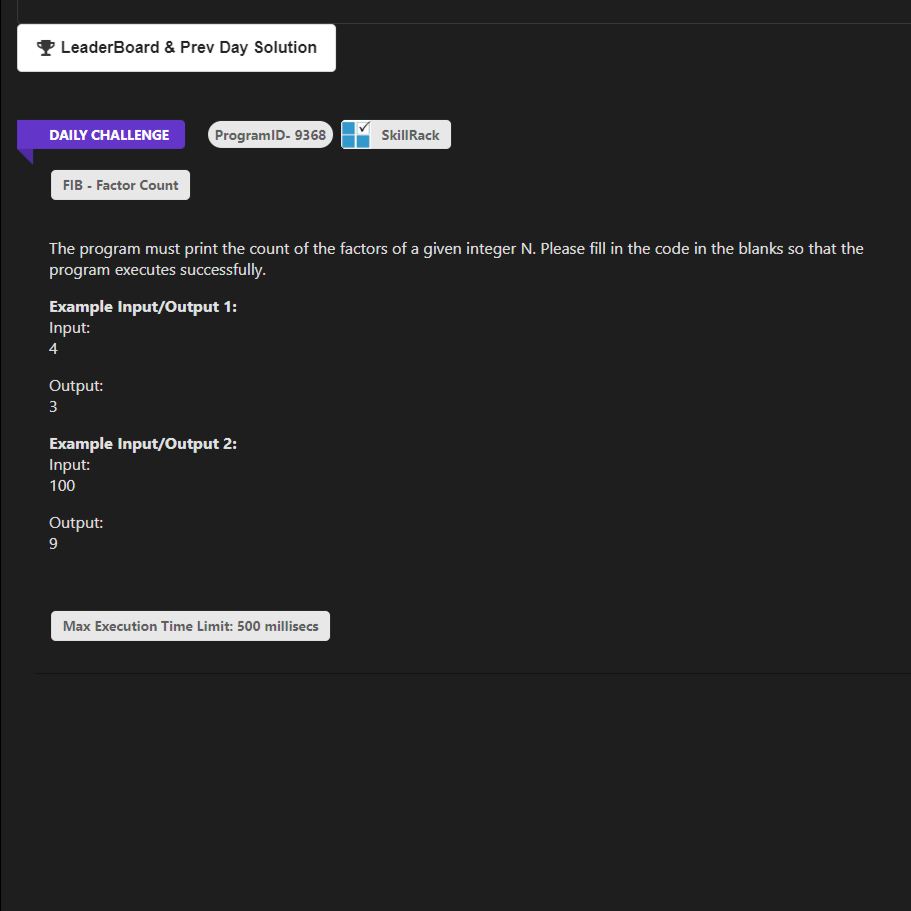 LeaderBoard & Prev Day Solution
DAILY CHALLENGE
ProgramID- 9368
SkillRack
FIB - Factor Count
The program must print the count of the factors of a given integer N. Please fill in the code in the blanks so that the
program executes successfully.
Example Input/Output 1:
Input:
4
Output:
3
Example Input/Output 2:
Input:
100
Output:
9
Max Execution Time Limit: 500 millisecs